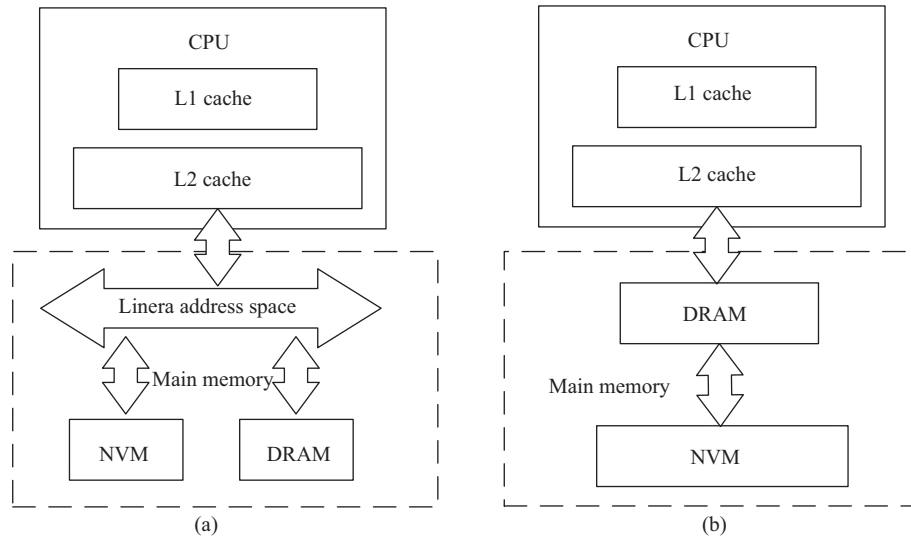 CPU
L1 cache
L2 cache
Linera address space
Main memory
NVM
DRAM
(a)
CPU
L1 cache
L2 cache
DRAM
Main memory
NVM
(b)